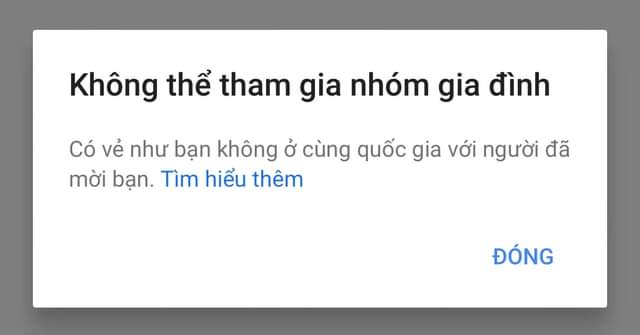 Không thể tham gia nhóm gia đình
Có vẻ như bạn không ở cùng quốc gia với người đã
mời bạn. Tìm hiểu thêm
ĐÓNG